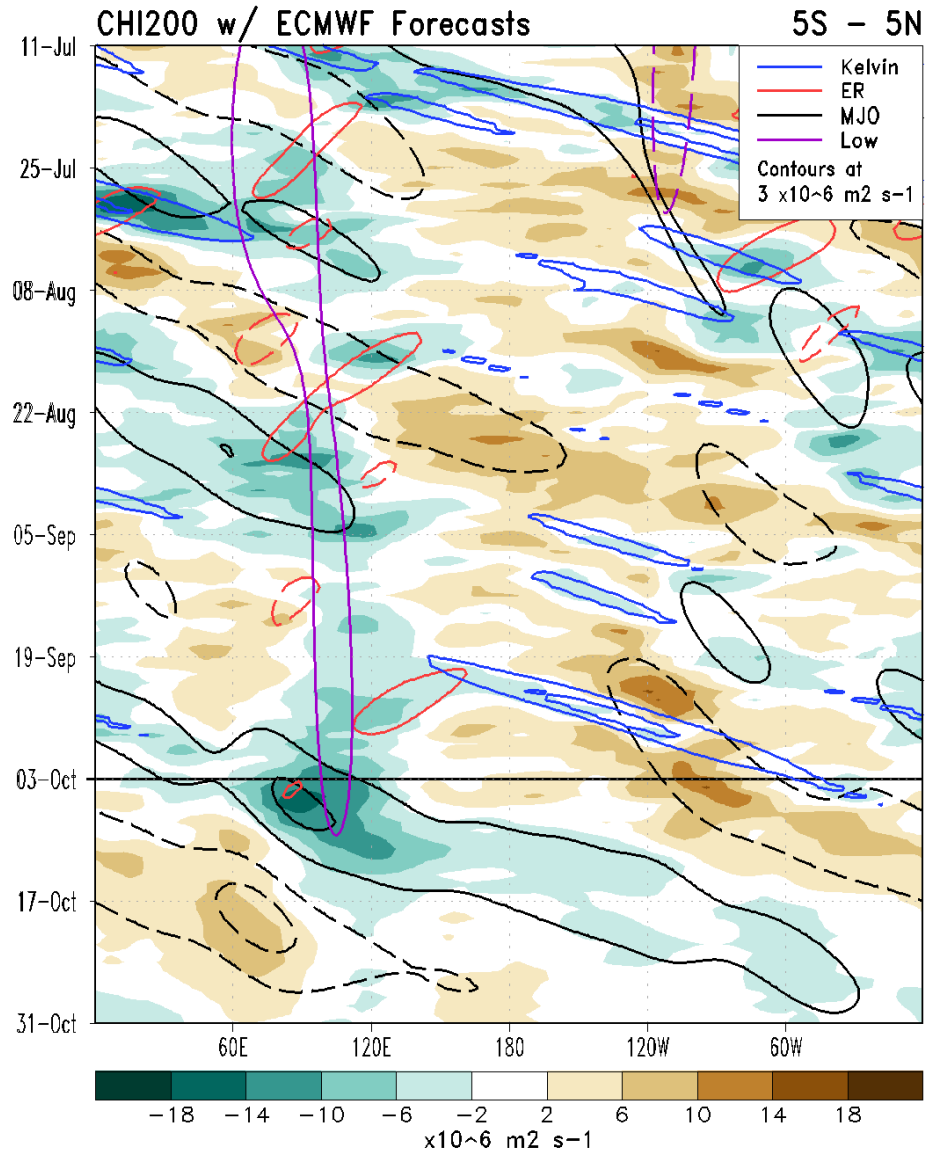 CHI200 w/ ECMWF Forecasts 5S - 5N
11-Jul
25-Jul
08-Aug
22-Aug
05-Sep
19-Sep
03-Oct
17-Oct
31-Oct
Kelvin
ER
MJO
Low
Contours at
3 x10^6 m2 s-1
60E 120E 180 120W 60W
-18 -14 -10 -6 -2 2 6 10 14 18
x10^6 m2 s-1